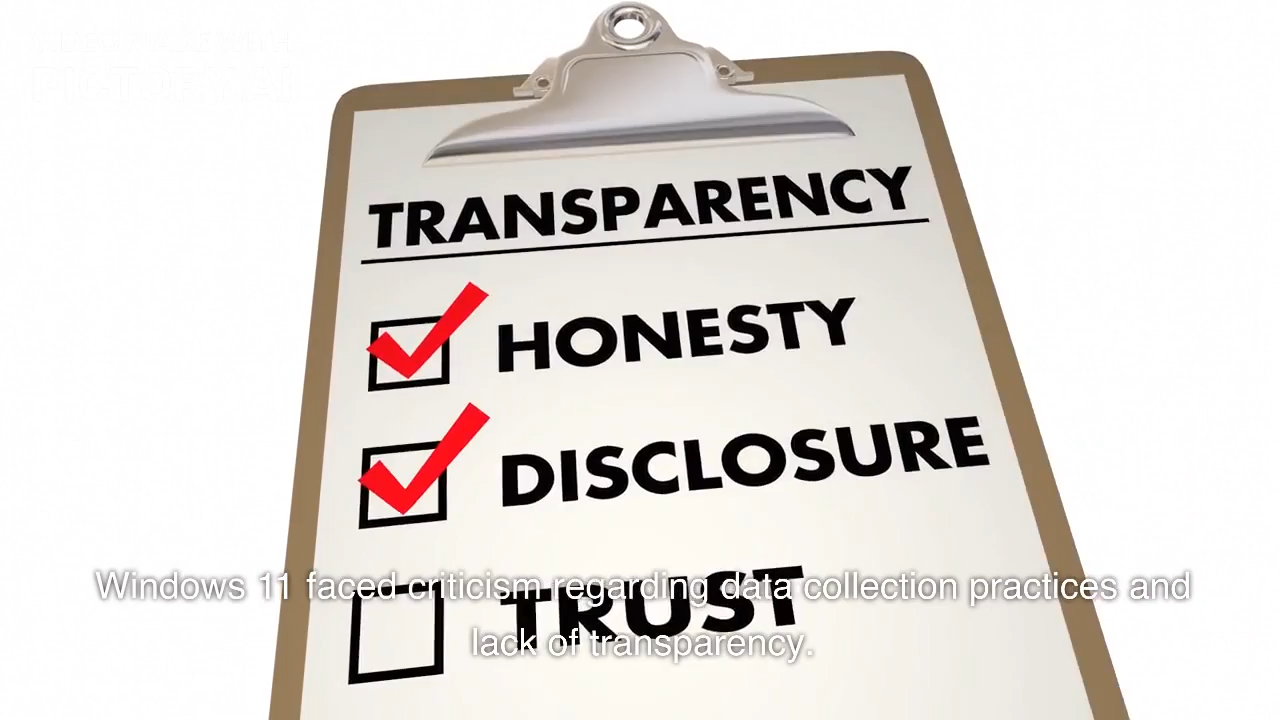 TRANSPARENCY
HONESTY
DISCLOSURE
TRUST
Windows 11 faced criticism regarding data collection practices and
lack of transparency.